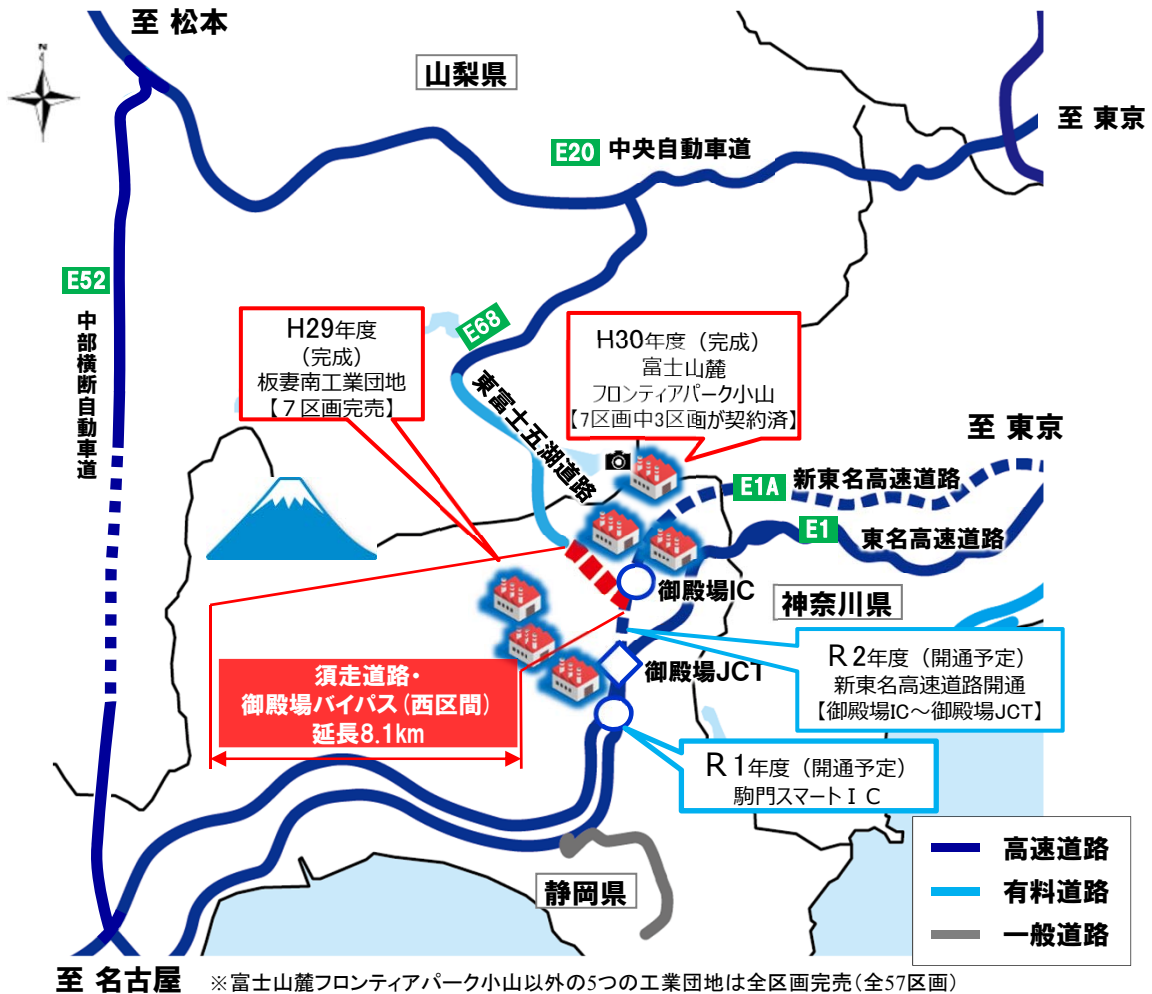 至 松本
N
山梨県
至 東京
E20 中央自動車道
E52
中部横断自動車道
H29年度
(完成)
板妻南工業団地
【７区画完売】
E68
東富士五湖道路
H30年度（完成）
富士山麓
フロンティアパーク小山
【7区画中3区画が契約済】
至 東京
E1A 新東名高速道路
E1
東名高速道路
御殿場IC
神奈川県
須走道路・
御殿場バイパス（西区間）
延長8.1km
御殿場JCT
Ｒ2年度（開通予定）
新東名高速道路開通
【御殿場IC～御殿場JCT】
Ｒ1年度（開通予定）
駒門スマートＩＣ
静岡県
高速道路
有料道路
一般道路
至 名古屋
※富士山麓フロンティアパーク小山以外の5つの工業団地は全区画完売（全57区画）